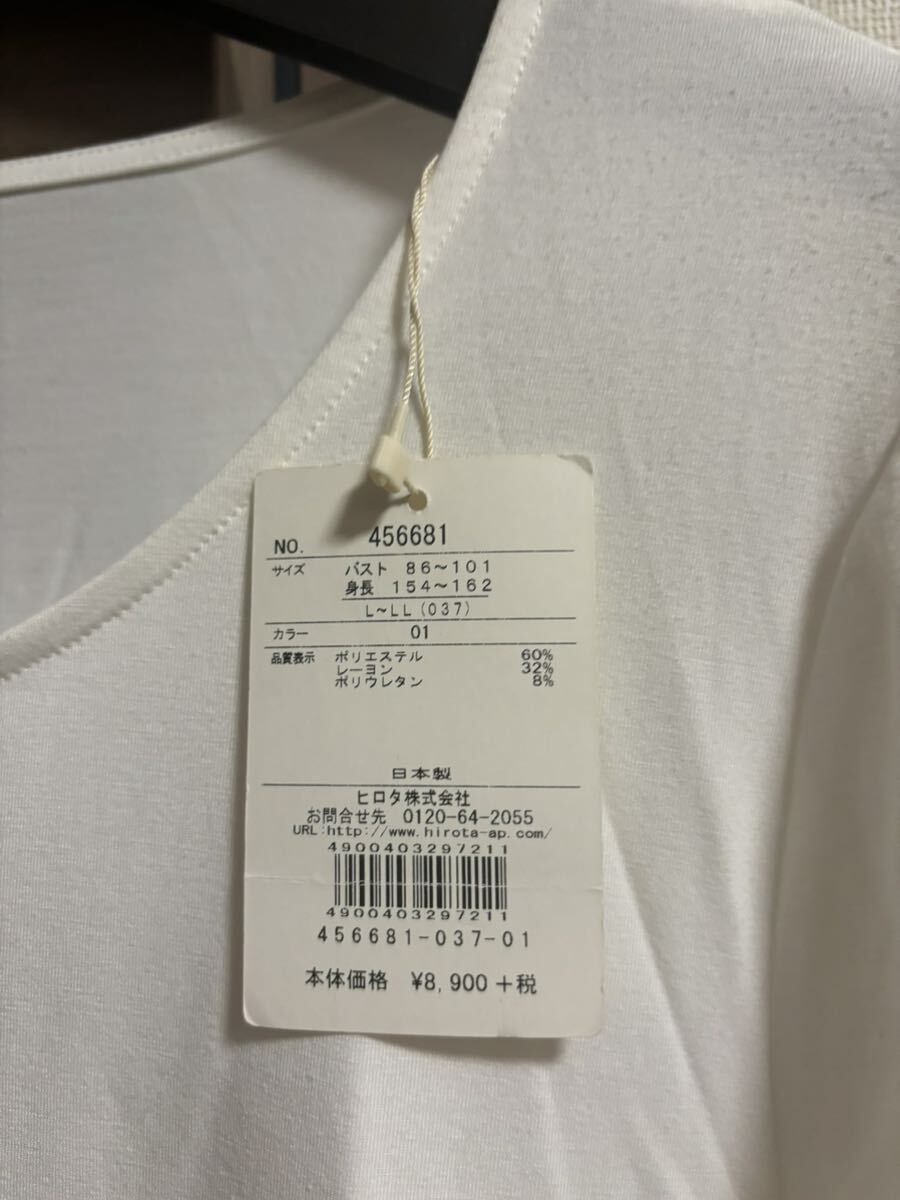 NO. 456681
サイズ バスト 86~101
身長 154~162
L~LL(037)
カラー 01
品質表示 ポリエステル 60%
レーヨン 32%
ポリウレタン 8%
日本製
ヒロタ株式会社
お問合せ先 0120-64-2055
URL:http://www.hirota-ap.com/
4900403297211
4900403297211
456681-037-01
本体価格 ¥8,900+税